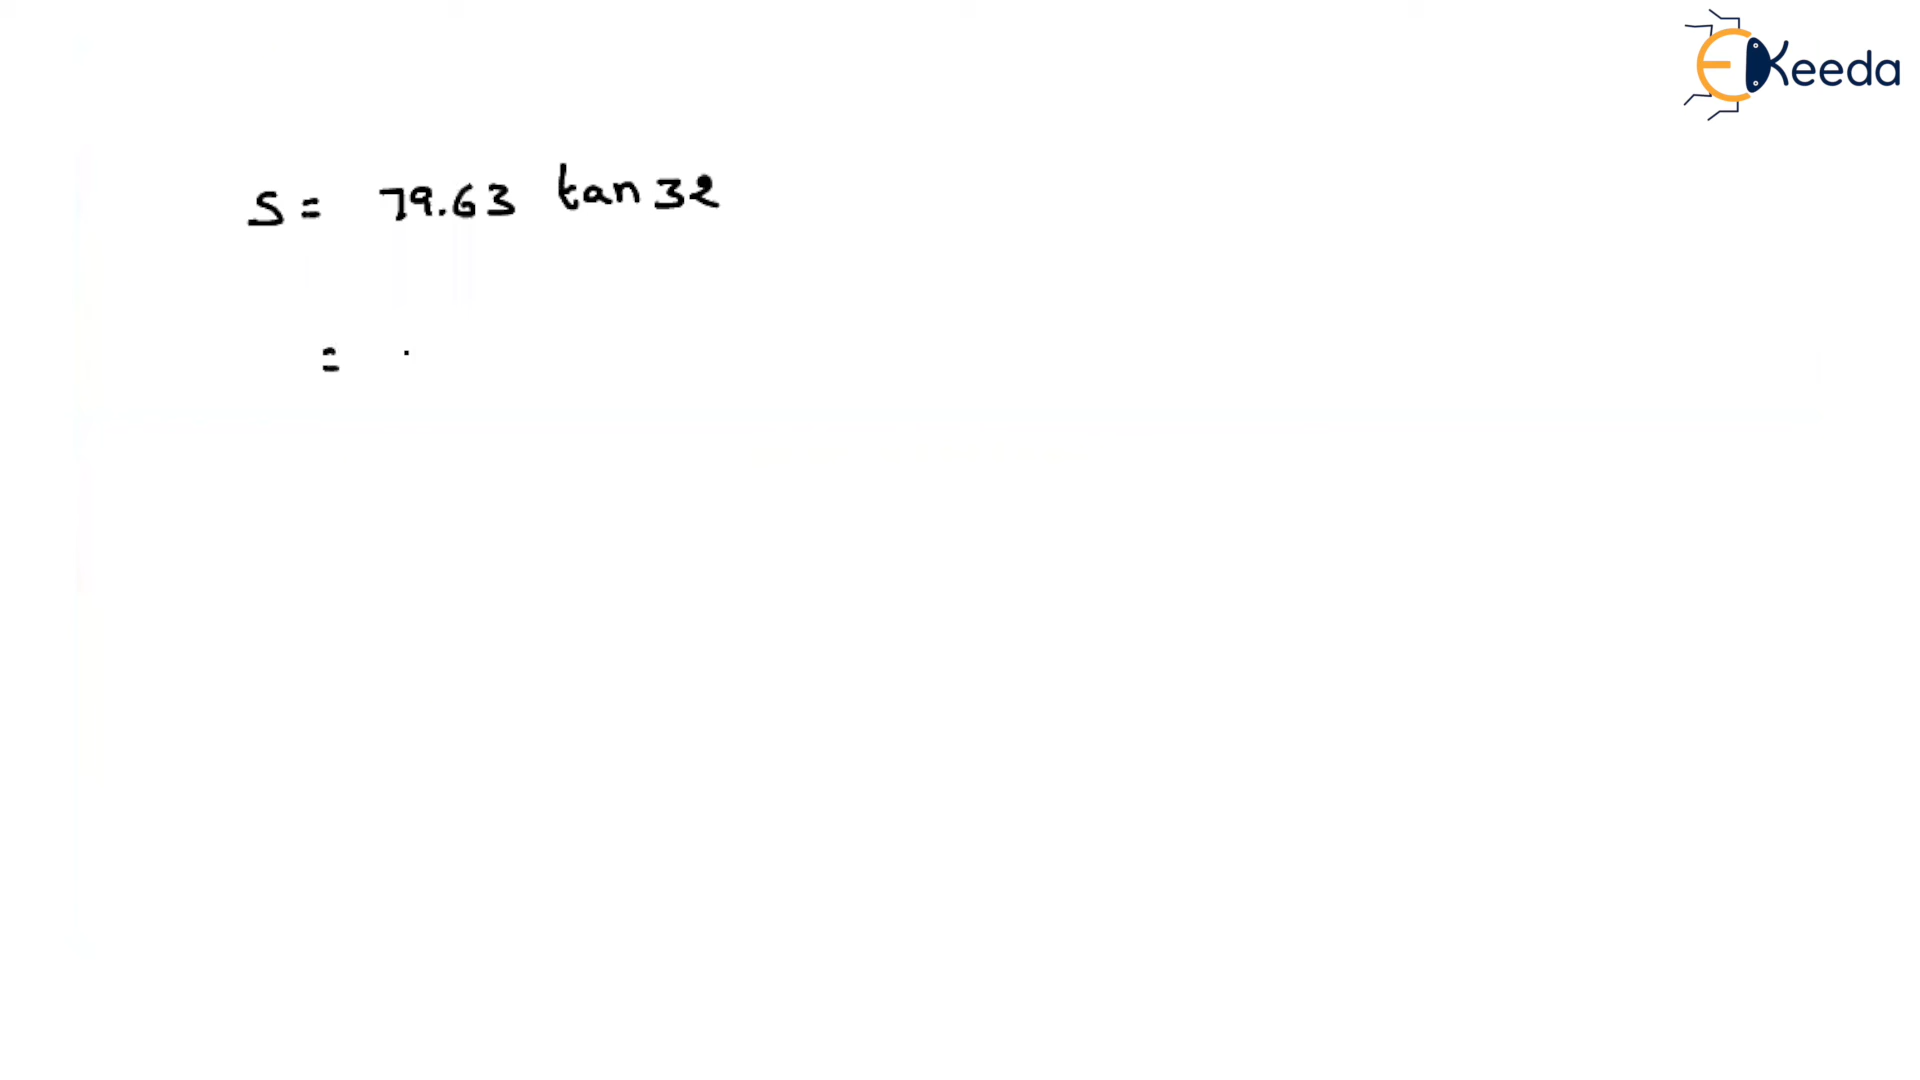 EKeeda
S = 79.63 tan 32
=